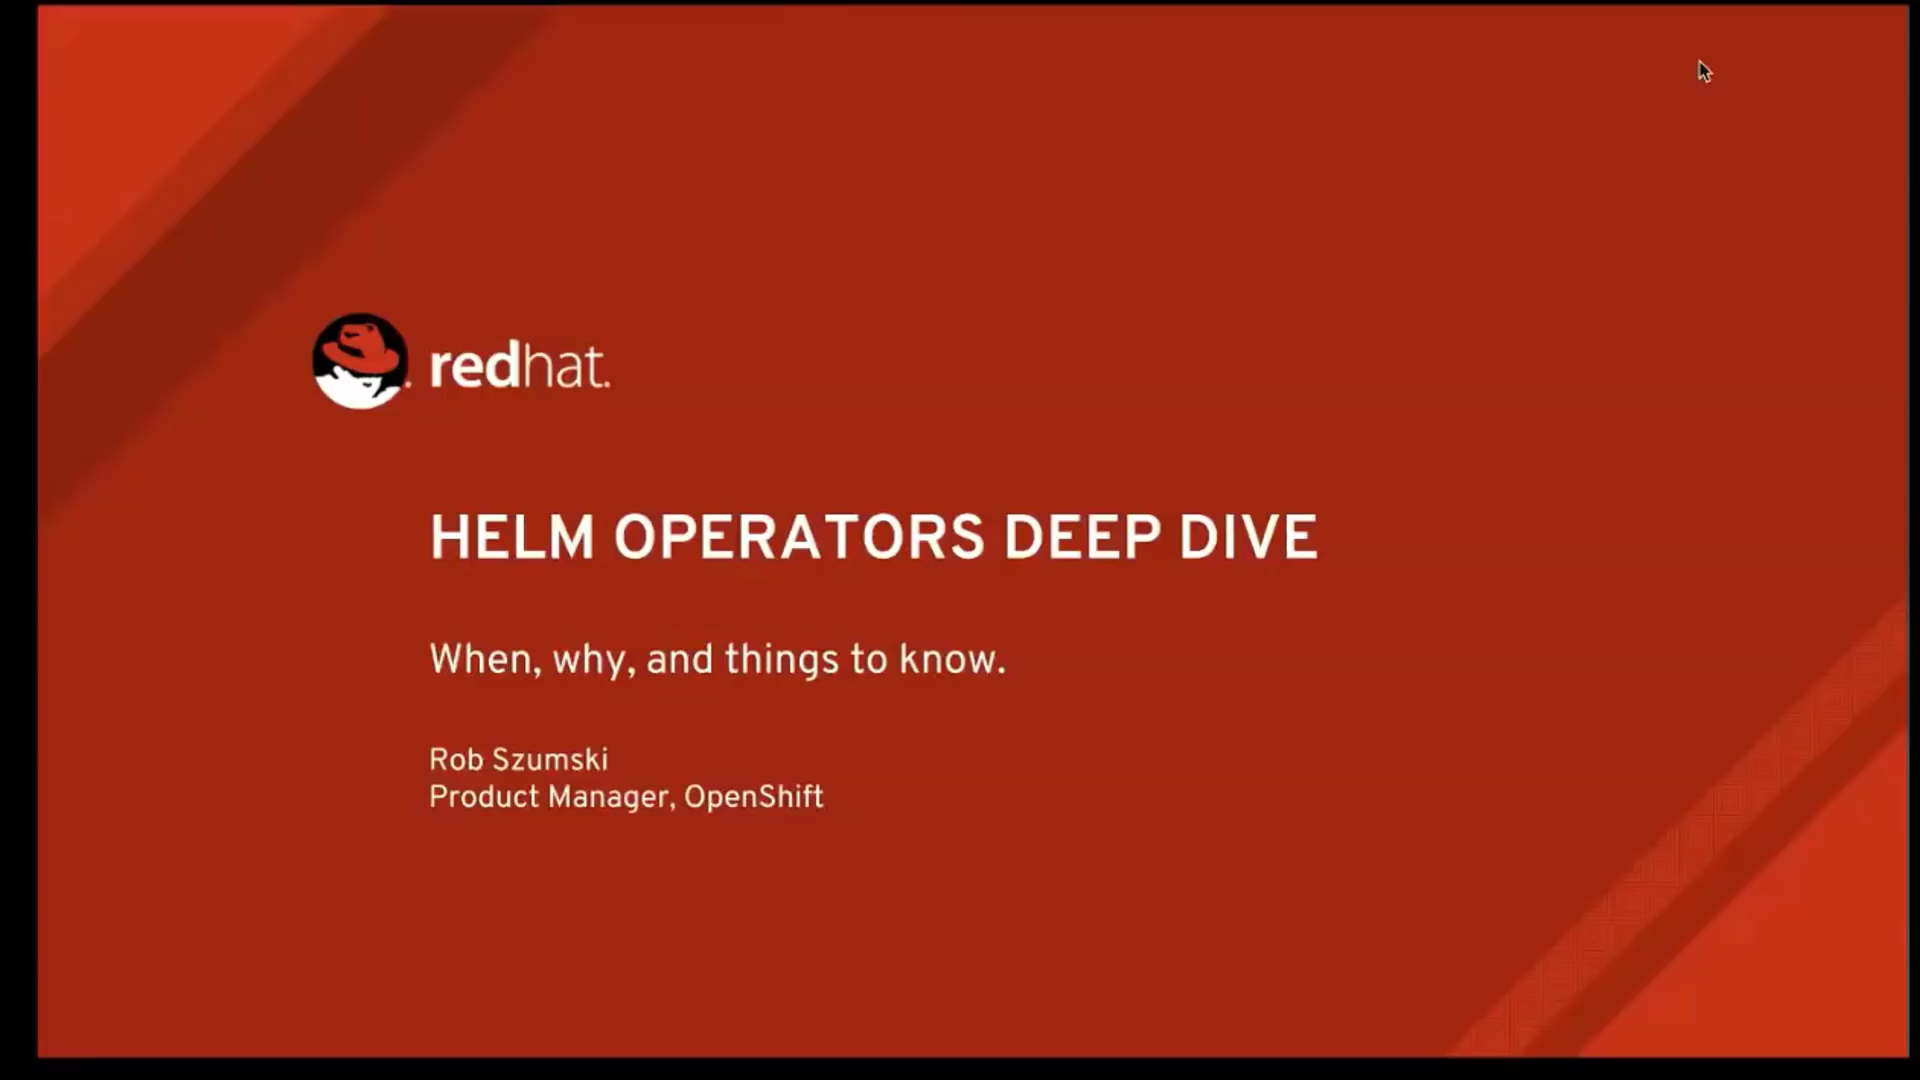 redhat.
HELM OPERATORS DEEP DIVE
When, why, and things to know.
Rob Szumski
Product Manager, OpenShift